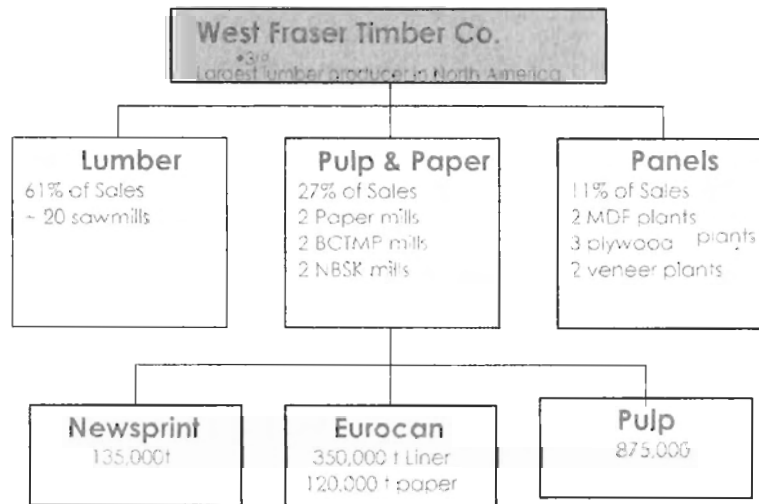 West Fraser Timber Co.
•3rd
Largest lumber producer in North America
Lumber
61% of Sales
~ 20 sawmills
Pulp & Paper
27% of Sales
2 Paper mills
2 BCTMP mills
2 NBSK mills
Panels
11% of Sales
2 MDF plants
3 plywood plants
2 veneer plants
Newsprint
135,000t
Eurocan
350,000 t Liner
120,000 t paper
Pulp
875,000